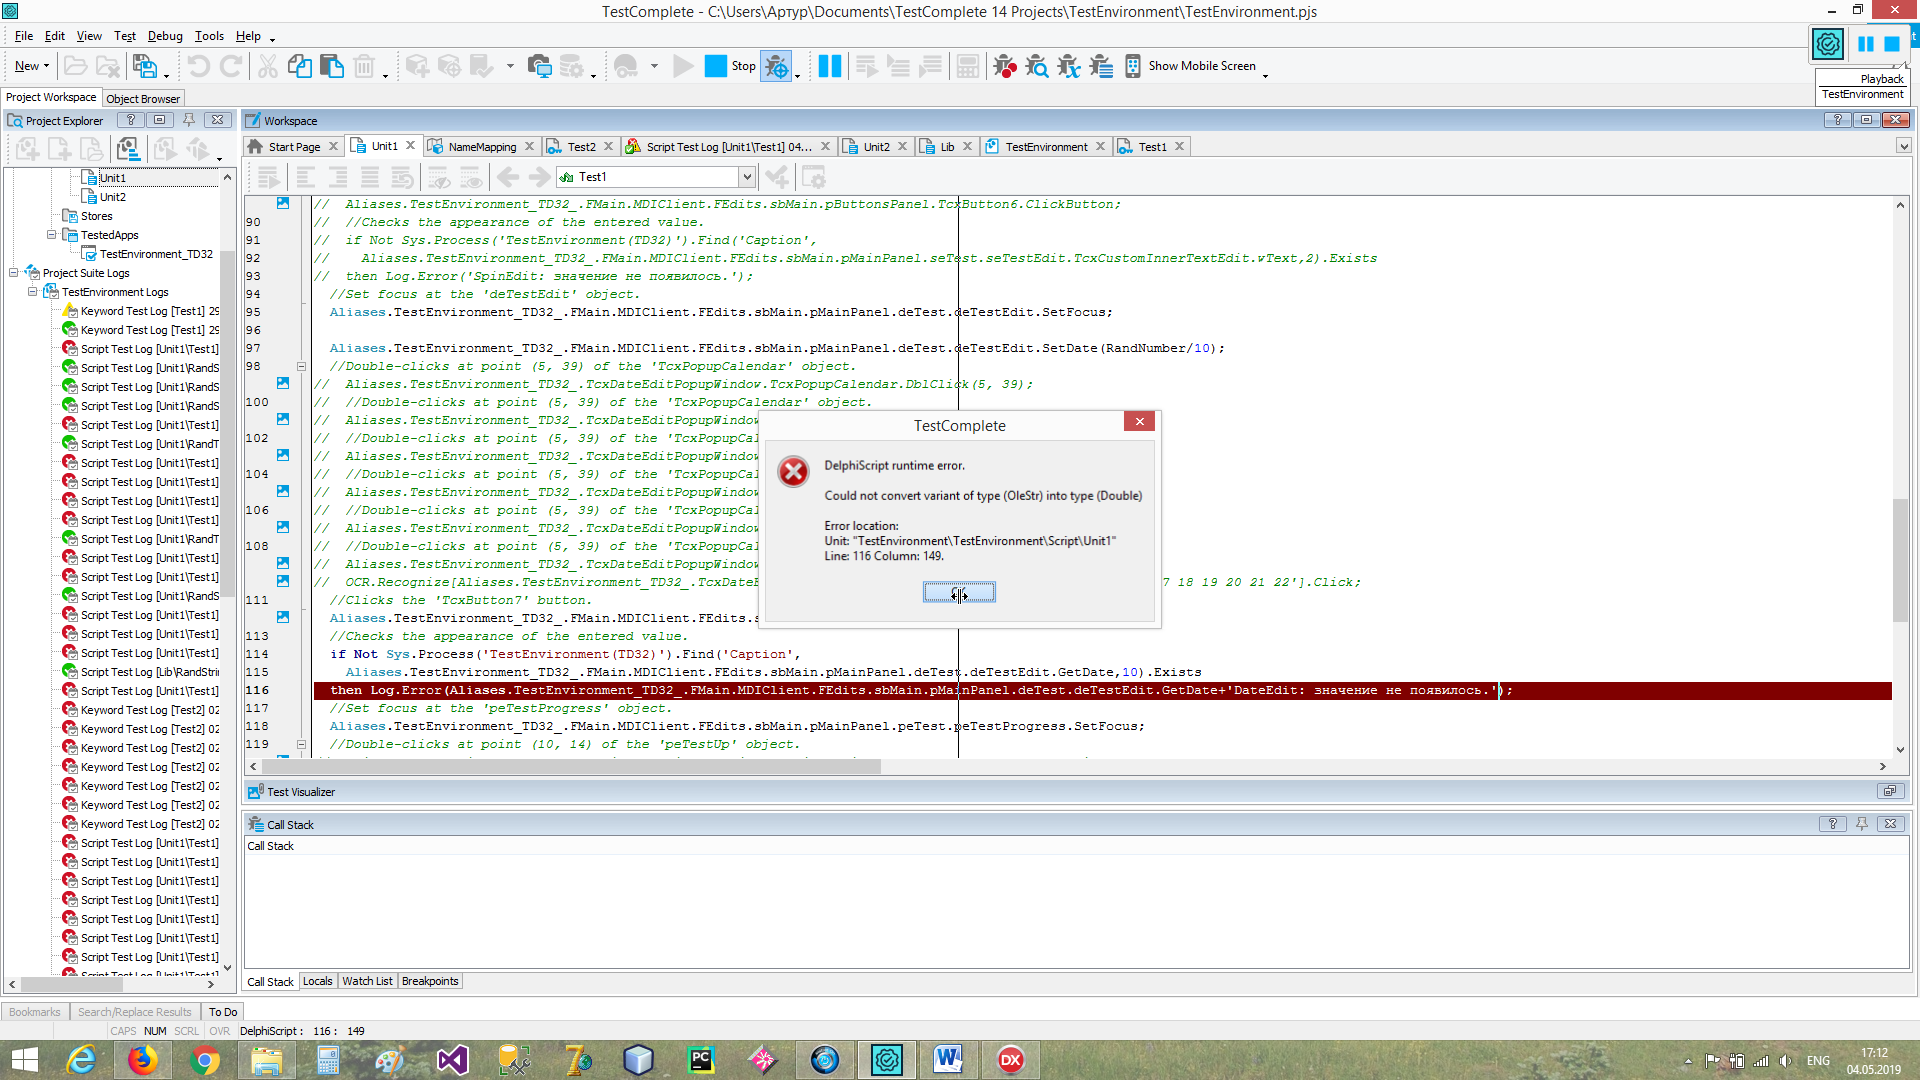 TestComplete - C:\Users\Артур\Documents\TestComplete 14 Projects\TestEnvironment\TestEnvironment.pjs
File Edit View Test Debug Tools Help
New Stop Show Mobile Screen
Playback
TestEnvironment
Project Workspace Object Browser
Project Explorer
Workspace
Start Page Unit1 NameMapping Test2 Script Test Log [Unit1\Test1] 04... Unit2 Lib TestEnvironment Test1
Test1
Unit1
Unit2
Stores
TestedApps
TestEnvironment_TD32
Project Suite Logs
TestEnvironment Logs
Keyword Test Log [Test1] 29
Keyword Test Log [Test1] 29
Script Test Log [Unit1\Test1]
Script Test Log [Unit1\RandS
Script Test Log [Unit1\RandS
Script Test Log [Unit1\RandS
Script Test Log [Unit1\Test1]
Script Test Log [Unit1\RandT
Script Test Log [Unit1\Test1]
Script Test Log [Unit1\Test1]
Script Test Log [Unit1\Test1]
Script Test Log [Unit1\Test1]
Script Test Log [Unit1\RandT
Script Test Log [Unit1\Test1]
Script Test Log [Unit1\Test1]
Script Test Log [Unit1\RandS
Script Test Log [Unit1\Test1]
Script Test Log [Unit1\Test1]
Script Test Log [Unit1\Test1]
Script Test Log [Lib\RandStri
Script Test Log [Unit1\Test1]
Keyword Test Log [Test2] 02
Keyword Test Log [Test2] 02
Keyword Test Log [Test2] 02
Keyword Test Log [Test2] 02
Keyword Test Log [Test2] 02
Keyword Test Log [Test2] 02
Keyword Test Log [Test2] 02
Script Test Log [Unit1\Test1]
Script Test Log [Unit1\Test1]
Script Test Log [Unit1\Test1]
Script Test Log [Unit1\Test1]
Script Test Log [Unit1\Test1]
Script Test Log [Unit1\Test1]
Script Test Log [Unit1\Test1]
Script Test Log [Unit1\Test1]
// Aliases.TestEnvironment_TD32_.FMain.MDIClient.FEdits.sbMain.pButtonsPanel.TcxButton6.ClickButton;
90 // //Checks the appearance of the entered value.
91 // if Not Sys.Process('TestEnvironment(TD32)').Find('Caption',
92 // Aliases.TestEnvironment_TD32_.FMain.MDIClient.FEdits.sbMain.pMainPanel.seTest.seTestEdit.TcxCustomInnerTextEdit.wText,2).Exists
93 // then Log.Error('SpinEdit: значение не появилось.');
94 //Set focus at the 'deTestEdit' object.
95 Aliases.TestEnvironment_TD32_.FMain.MDIClient.FEdits.sbMain.pMainPanel.deTest.deTestEdit.SetFocus;
96
97 Aliases.TestEnvironment_TD32_.FMain.MDIClient.FEdits.sbMain.pMainPanel.deTest.deTestEdit.SetDate(RandNumber/10);
98 //Double-clicks at point (5, 39) of the 'TcxPopupCalendar' object.
// Aliases.TestEnvironment_TD32_.TcxDateEditPopupWindow.TcxPopupCalendar.DblClick(5, 39);
100 // //Double-clicks at point (5, 39) of the 'TcxPopupCalendar' object.
// Aliases.TestEnvironment_TD32_.TcxDateEditPopupWindow
102 // //Double-clicks at point (5, 39) of the 'TcxPopupCal
// Aliases.TestEnvironment_TD32_.TcxDateEditPopupWindow
104 // //Double-clicks at point (5, 39) of the 'TcxPopupCal
// Aliases.TestEnvironment_TD32_.TcxDateEditPopupWindow
106 // //Double-clicks at point (5, 39) of the 'TcxPopupCal
// Aliases.TestEnvironment_TD32_.TcxDateEditPopupWindow
108 // //Double-clicks at point (5, 39) of the 'TcxPopupCal
// Aliases.TestEnvironment_TD32_.TcxDateEditPopupWindow
// OCR.Recognize[Aliases.TestEnvironment_TD32_.TcxDateE 7 18 19 20 21 22'].Click;
111 //Clicks the 'TcxButton7' button.
Aliases.TestEnvironment_TD32_.FMain.MDIClient.FEdits.s
113 //Checks the appearance of the entered value.
114 if Not Sys.Process('TestEnvironment(TD32)').Find('Caption',
115 Aliases.TestEnvironment_TD32_.FMain.MDIClient.FEdits.sbMain.pMainPanel.deTest.deTestEdit.GetDate,10).Exists
116 then Log.Error(Aliases.TestEnvironment_TD32_.FMain.MDIClient.FEdits.sbMain.pMainPanel.deTest.deTestEdit.GetDate+'DateEdit: значение не появилось.');
117 //Set focus at the 'peTestProgress' object.
118 Aliases.TestEnvironment_TD32_.FMain.MDIClient.FEdits.sbMain.pMainPanel.peTest.peTestProgress.SetFocus;
119 //Double-clicks at point (10, 14) of the 'peTestUp' object.
TestComplete
DelphiScript runtime error.
Could not convert variant of type (OleStr) into type (Double)
Error location:
Unit: "TestEnvironment\TestEnvironment\Script\Unit1"
Line: 116 Column: 149.
Test Visualizer
Call Stack
Call Stack
Call Stack Locals Watch List Breakpoints
Bookmarks Search/Replace Results To Do
CAPS NUM SCRL OVR DelphiScript : 116 : 149
ENG
17:12
04.05.2019